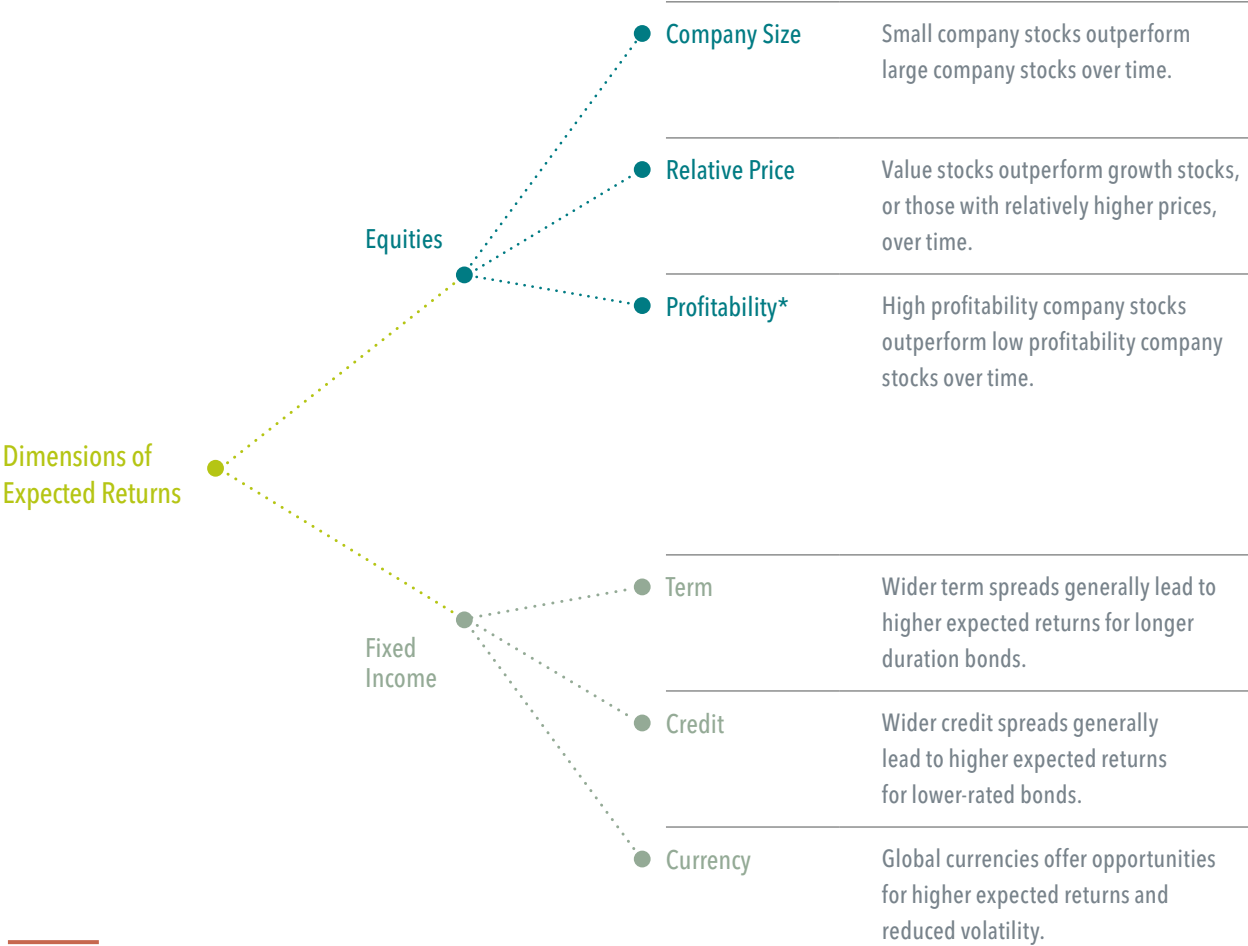 Dimensions of
Expected Returns
Equities
Company Size
Small company stocks outperform
large company stocks over time.
Relative Price
Value stocks outperform growth stocks,
or those with relatively higher prices,
over time.
Profitability*
High profitability company stocks
outperform low profitability company
stocks over time.
Fixed
Income
Term
Wider term spreads generally lead to
higher expected returns for longer
duration bonds.
Credit
Wider credit spreads generally
lead to higher expected returns
for lower-rated bonds.
Currency
Global currencies offer opportunities
for higher expected returns and
reduced volatility.